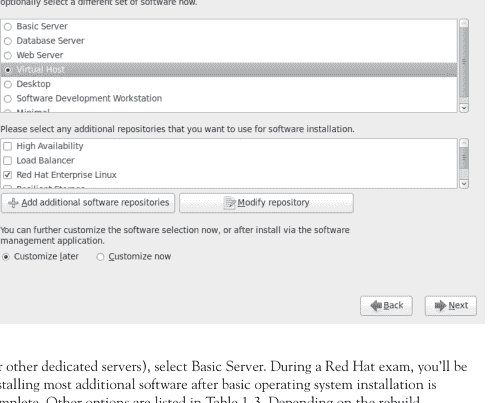 optionally select a different set of software now.
Basic Server
Database Server
Web Server
Virtual Host
Desktop
Software Development Workstation
Minimal
Please select any additional repositories that you want to use for software installation.
High Availability
Load Balancer
Red Hat Enterprise Linux
Resilient Storage
Add additional software repositories Modify repository
You can further customize the software selection now, or after install via the software
management application.
Customize later Customize now
Back Next
r other dedicated servers), select Basic Server. During a Red Hat exam, you'll be
stalling most additional software after basic operating system installation is
mplete. Other options are listed in Table 1-3. Depending on the rebuild